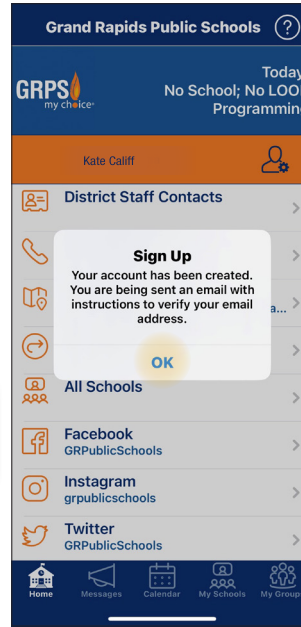 Grand Rapids Public Schools ?
GRPS
my choice
Today
No School; No LOO
Programmin
Kate Califf
District Staff Contacts
Sign Up
Your account has been created.
You are being sent an email with
instructions to verify your email
address.
a...
OK
All Schools
Facebook
GRPublicSchools
Instagram
grpublicschools
Twitter
GRPublicSchools
Home Messages Calendar My Schools My Group